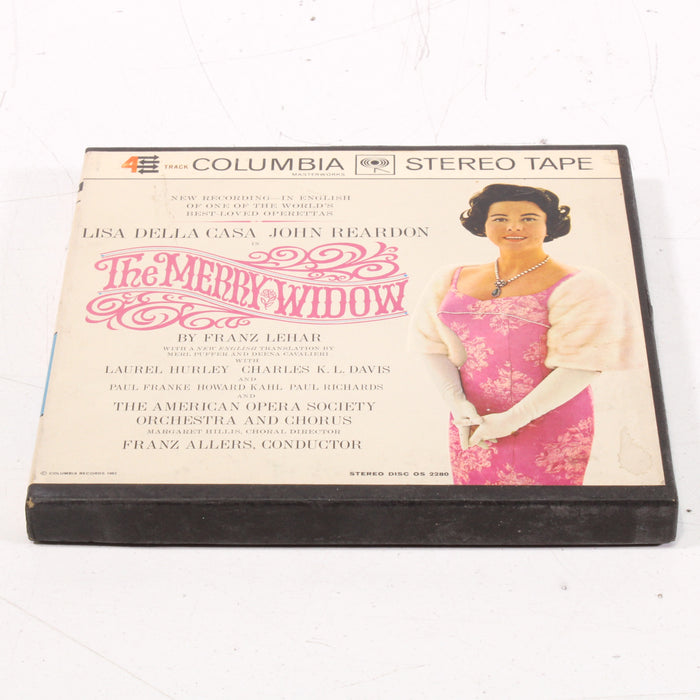 4 TRACK COLUMBIA STEREO TAPE
MASTERWORKS
NEW RECORDING—IN ENGLISH
OF ONE OF THE WORLD'S
BEST-LOVED OPERETTAS
LISA DELLA CASA JOHN REARDON
IN
The MERRY WIDOW
BY FRANZ LEHAR
WITH A NEW ENGLISH TRANSLATION BY
MERL PUFFER AND DEENA CAVALIERI
WITH
LAUREL HURLEY CHARLES K. L. DAVIS
AND
PAUL FRANKE HOWARD KAHL PAUL RICHARDS
AND
THE AMERICAN OPERA SOCIETY
ORCHESTRA AND CHORUS
MARGARET HILLIS, CHORAL DIRECTOR
FRANZ ALLERS, CONDUCTOR
© COLUMBIA RECORDS 1962
STEREO DISC OS 2280